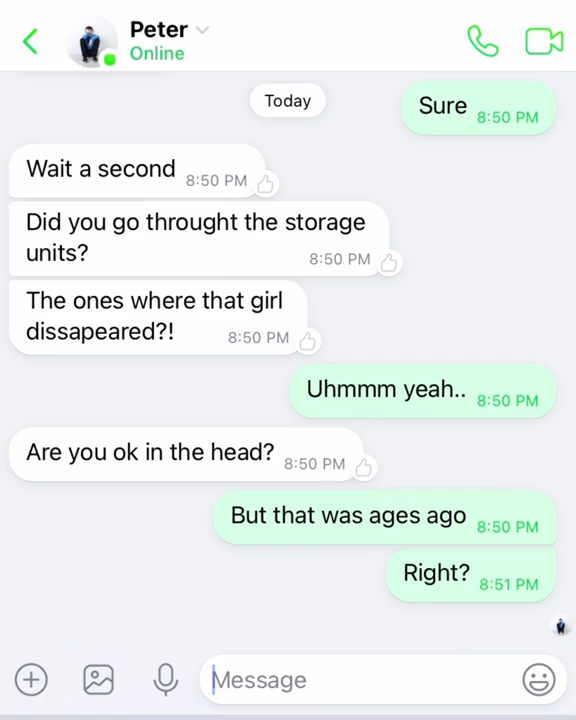 Peter
Online
Today
Sure 8:50 PM
Wait a second 8:50 PM
Did you go throught the storage
units? 8:50 PM
The ones where that girl
dissapeared?! 8:50 PM
Uhmmm yeah.. 8:50 PM
Are you ok in the head? 8:50 PM
But that was ages ago 8:50 PM
Right? 8:51 PM
Message